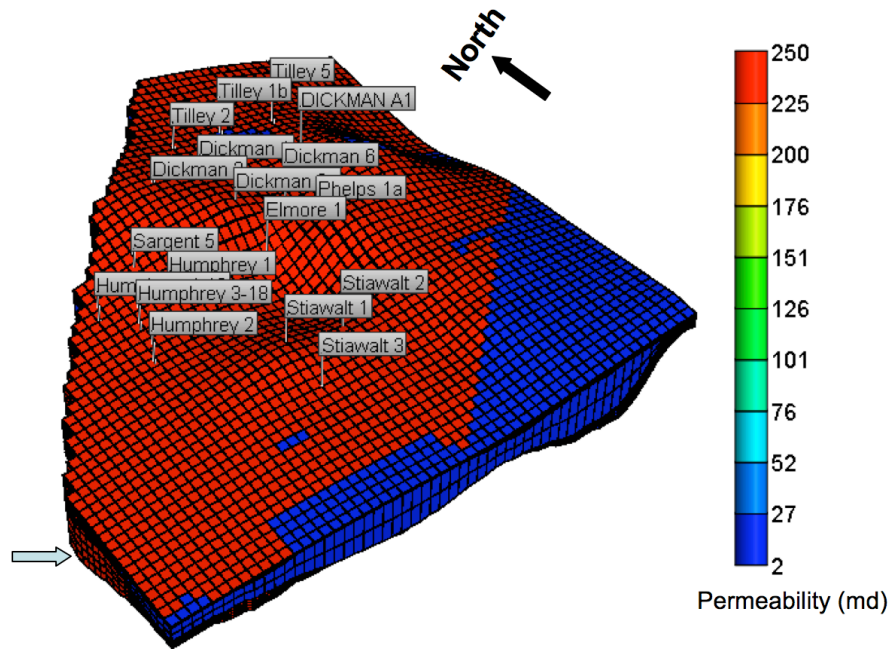 North
Tilley 5
Tilley 1b
DICKMAN A1
Tilley 2
Dickman
Dickman 6
Dickman
Dickman
Phelps 1a
Elmore 1
Sargent 5
Humphrey 1
Stiawalt 2
Humphrey 3-18
Stiawalt 1
Humphrey 2
Stiawalt 3
250
225
200
176
151
126
101
76
52
27
2
Permeability (md)